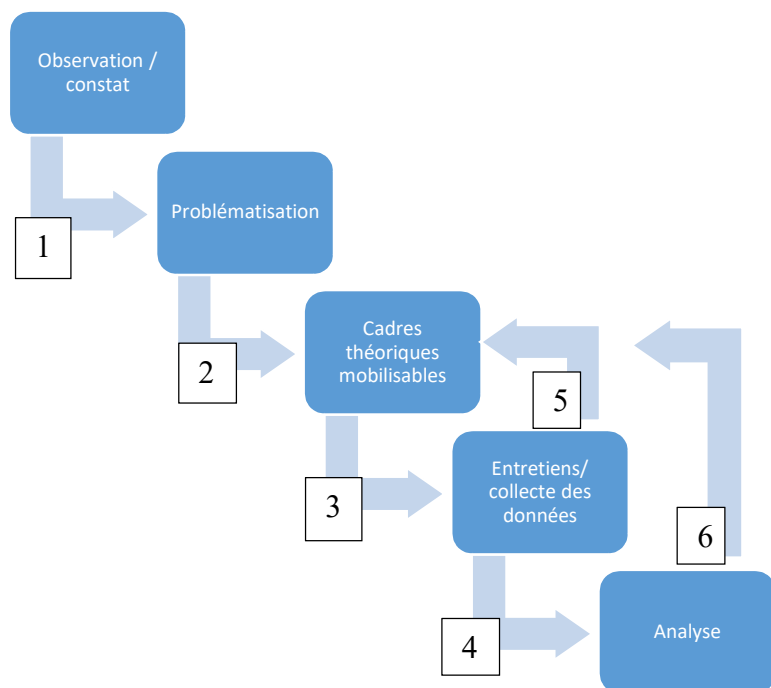 Observation /
constat
1
Problématisation
2
Cadres
théoriques
mobilisables
5
3
Entretiens/
collecte des
données
6
4
Analyse